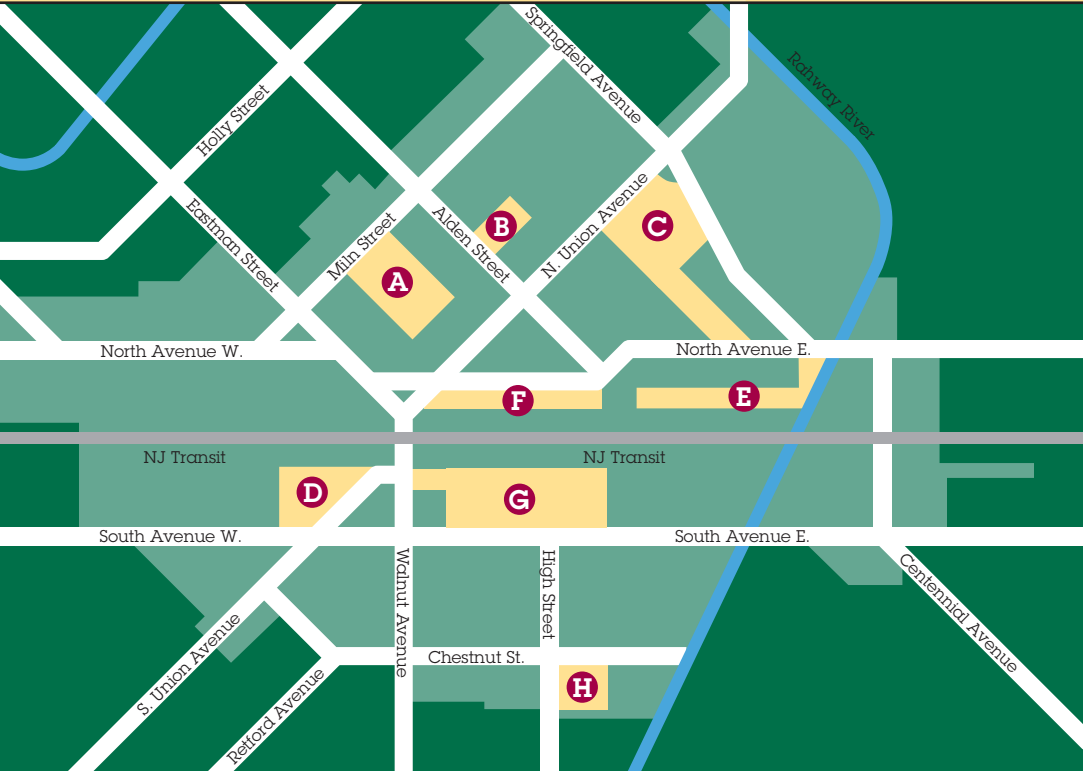 Springfield Avenue
Rahway River
Holly Street
Eastman Street
Miln Street
Alden Street
B
N. Union Avenue
C
A
North Avenue W.
North Avenue E.
F
E
NJ Transit
NJ Transit
D
G
South Avenue W.
South Avenue E.
Walnut Avenue
High Street
Centennial Avenue
S. Union Avenue
Chestnut St.
Retford Avenue
H